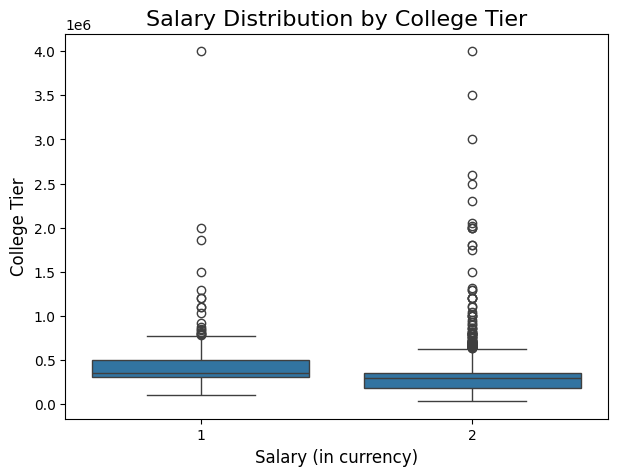 Salary Distribution by College Tier
1e6
4.0
3.5
3.0
2.5
2.0
1.5
1.0
0.5
0.0
College Tier
1 2
Salary (in currency)